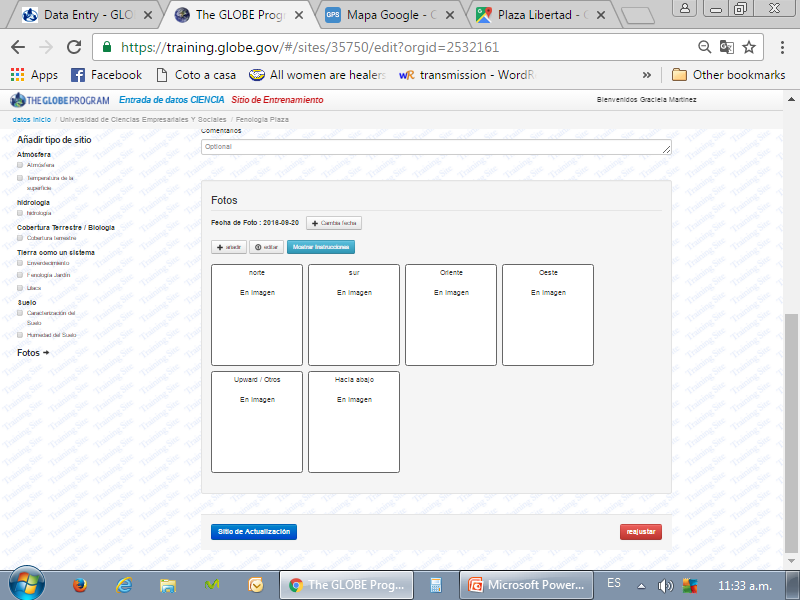 Data Entry - GLO
The GLOBE Progr
Mapa Google - C
Plaza Libertad - G
https://training.globe.gov/#/sites/35750/edit?orgid=2532161
Apps
Facebook
Coto a casa
All women are healers
transmission - WordR
»
Other bookmarks
THE GLOBE PROGRAM
Entrada de datos CIENCIA
Sitio de Entrenamiento
Bienvenidos Graciela Martinez
datos inicio / Universidad de Ciencias Empresariales Y Sociales / Fenología Plaza
Añadir tipo de sitio
Atmósfera
Atmósfera
Temperatura de la
superficie
hidrología
hidrología
Cobertura Terrestre / Biología
Cobertura terrestre
Tierra como un sistema
Enverdecimiento
Fenología Jardín
Lilacs
Suelo
Caracterización del
Suelo
Humedad del Suelo
Fotos
Comentarios
Optional
Fotos
Fecha de Foto : 2016-09-20
Cambia fecha
añadir
editar
Mostrar Instrucciones
norte
En imagen
sur
En imagen
Oriente
En imagen
Oeste
En imagen
Upward / Otros
En imagen
Hacia abajo
En imagen
Sitio de Actualización
reajustar
The GLOBE Prog...
Microsoft Power...
ES
11:33 a.m.